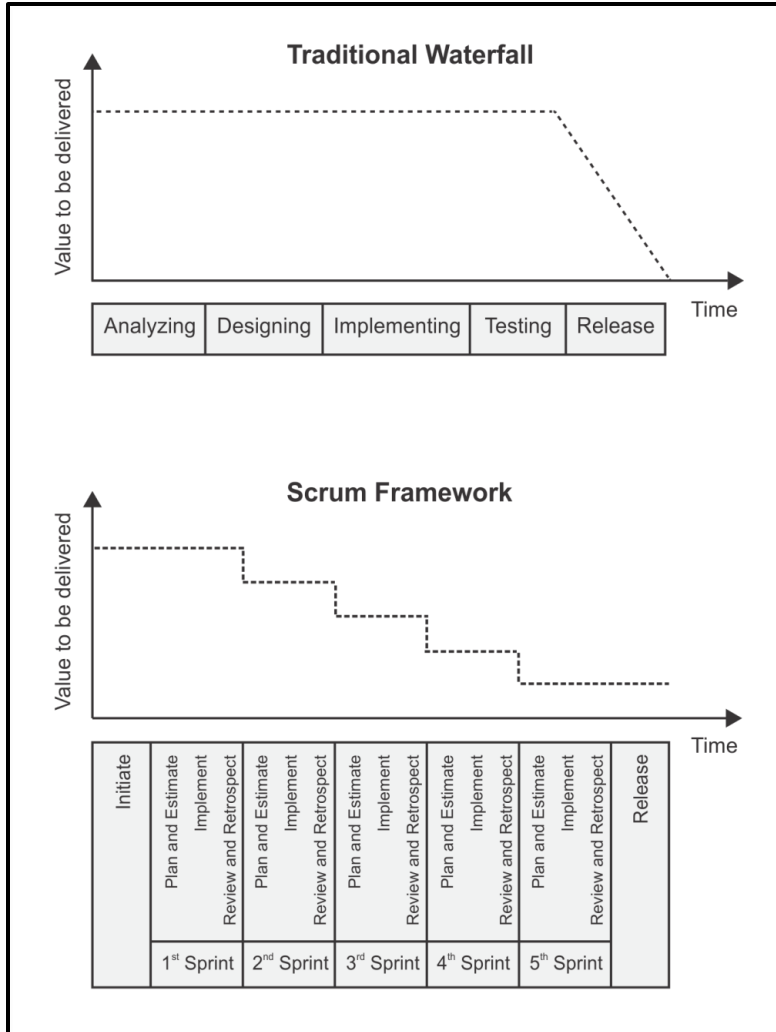 Traditional Waterfall
Value to be delivered
Time
Analyzing
Designing
Implementing
Testing
Release
Scrum Framework
Value to be delivered
Time
Initiate
Plan and Estimate
Implement
Review and Retrospect
Plan and Estimate
Implement
Review and Retrospect
Plan and Estimate
Implement
Review and Retrospect
Plan and Estimate
Implement
Review and Retrospect
Plan and Estimate
Implement
Review and Retrospect
Release
1st Sprint
2nd Sprint
3rd Sprint
4th Sprint
5th Sprint